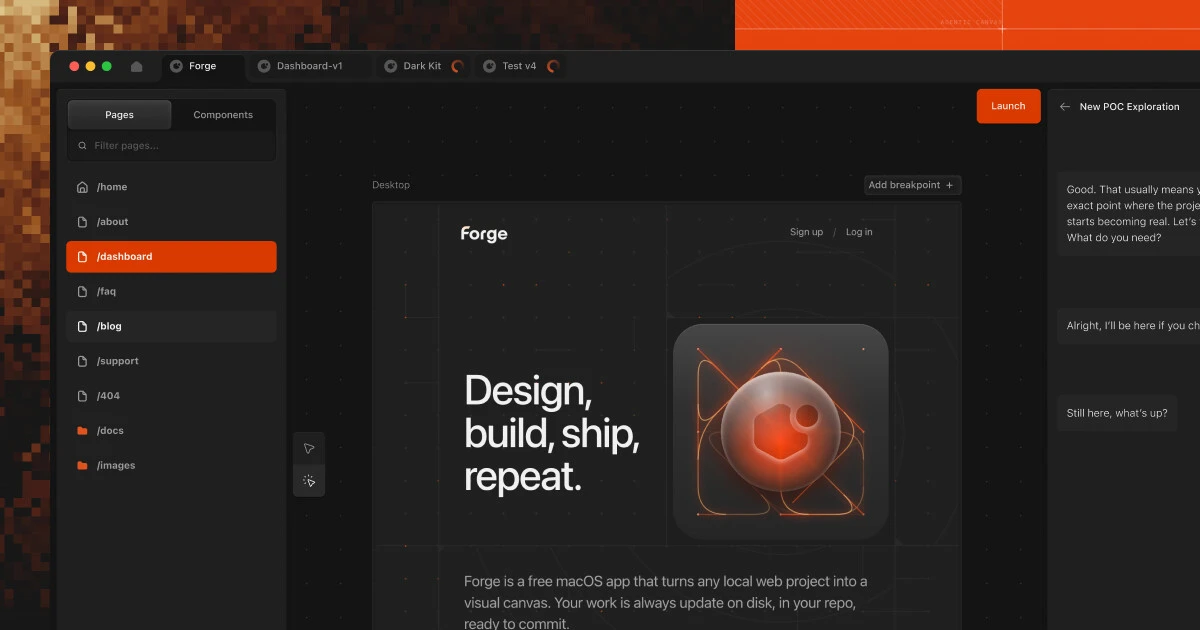 AGENTIC CANVAS
Forge
Dashboard-v1
Dark Kit
Test v4
Pages
Components
Filter pages...
/home
/about
/dashboard
/faq
/blog
/support
/404
/docs
/images
Launch
Desktop
Add breakpoint +
Forge
Sign up / Log in
Design,
build, ship,
repeat.
Forge is a free macOS app that turns any local web project into a
visual canvas. Your work is always update on disk, in your repo,
ready to commit.
← New POC Exploration
Good. That usually means
exact point where the
starts becoming real. Let's
What do you need?
Alright, I'll be here if you
Still here, what's up?